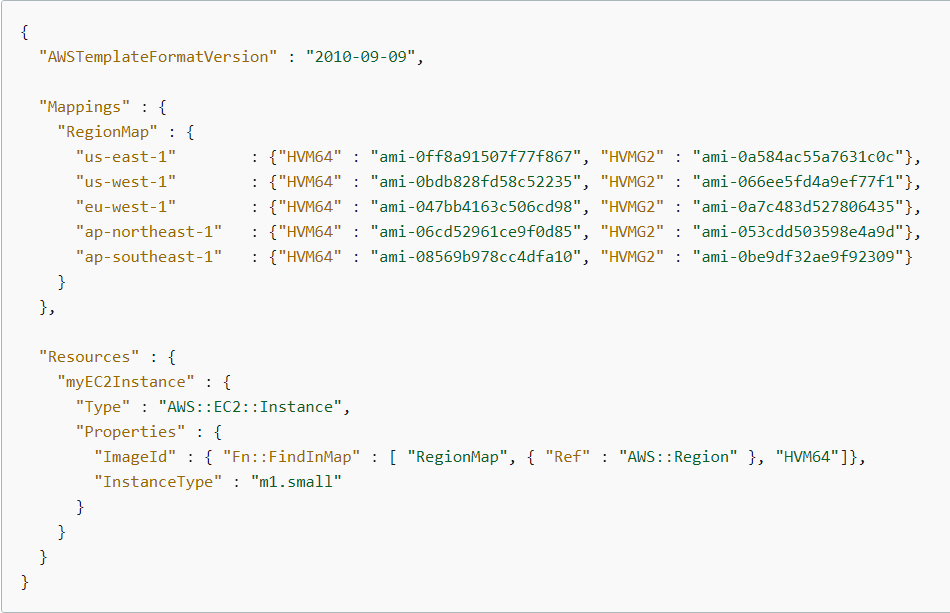 {
  "AWSTemplateFormatVersion" : "2010-09-09",

  "Mappings" : {
    "RegionMap" : {
      "us-east-1"        : {"HVM64" : "ami-0ff8a91507f77f867", "HVMG2" : "ami-0a584ac55a7631c0c"},
      "us-west-1"        : {"HVM64" : "ami-0bdb828fd58c52235", "HVMG2" : "ami-066ee5fd4a9ef77f1"},
      "eu-west-1"        : {"HVM64" : "ami-047bb4163c506cd98", "HVMG2" : "ami-0a7c483d527806435"},
      "ap-northeast-1"   : {"HVM64" : "ami-06cd52961ce9f0d85", "HVMG2" : "ami-053cdd503598e4a9d"},
      "ap-southeast-1"   : {"HVM64" : "ami-08569b978cc4dfa10", "HVMG2" : "ami-0be9df32ae9f92309"}
    }
  },

  "Resources" : {
    "myEC2Instance" : {
      "Type" : "AWS::EC2::Instance",
      "Properties" : {
        "ImageId" : { "Fn::FindInMap" : [ "RegionMap", { "Ref" : "AWS::Region" }, "HVM64"]},
        "InstanceType" : "m1.small"
      }
    }
  }
}